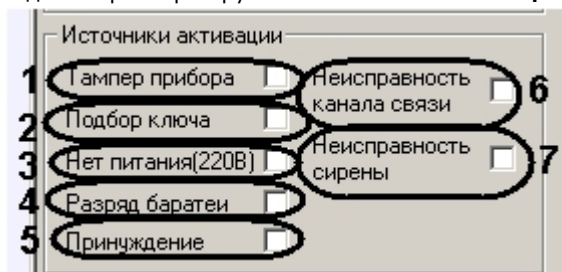 Источники активации
1 Тампер прибора
2 Подбор ключа
3 Нет питания(220В)
4 Разряд баратеи
5 Принуждение
Неисправность 6
канала связи
Неисправность 7
сирены